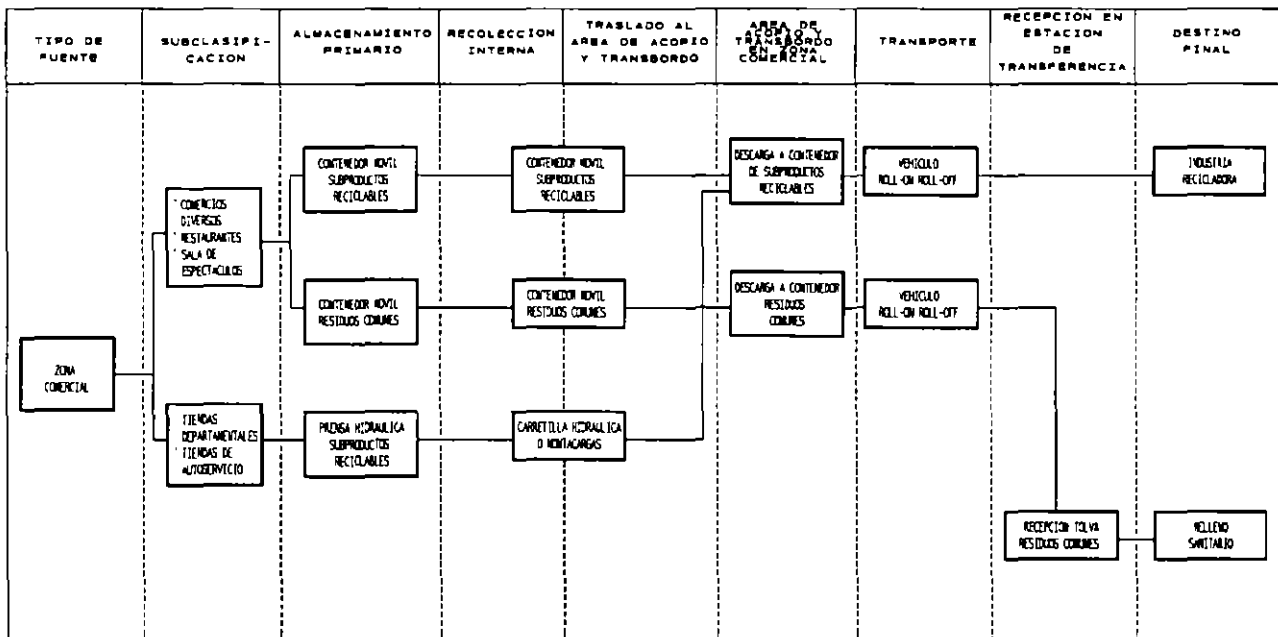 TIPO DE
FUENTE
SUBCLASIFI-
CACION
ALMACENAMIENTO
PRIMARIO
RECOLECCION
INTERNA
TRASLADO AL
AREA DE ACOPIO
Y TRANSBORDO
AREA DE
ACOPIO Y
TRANSBORDO
EN ZONA
COMERCIAL
TRANSPORTE
RECEPCION EN
ESTACION
DE
TRANSFERENCIA
DESTINO
FINAL
CONTENEDOR MOVIL
SUBPRODUCTOS
RECICLABLES
CONTENEDOR MOVIL
SUBPRODUCTOS
RECICLABLES
DESCARGA A CONTENEDOR
DE SUBPRODUCTOS
RECICLABLES
VEHICULO
ROLL-ON ROLL-OFF
INDUSTRIA
RECICLADORA
' COMERCIOS
DIVERSOS
' RESTAURANTES
' SALA DE
ESPECTACULOS
CONTENEDOR MOVIL
RESIDUOS COMUNES
CONTENEDOR MOVIL
RESIDUOS COMUNES
DESCARGA A CONTENEDOR
RESIDUOS
COMUNES
VEHICULO
ROLL-ON ROLL-OFF
ZONA
COMERCIAL
' TIENDAS
DEPARTAMENTALES
' TIENDAS DE
AUTOSERVICIO
PRENSA HIDRAULICA
SUBPRODUCTOS
RECICLABLES
CARRETILLA HIDRAULICA
O MONTACARGAS
RECEPCION TOLVA
RESIDUOS COMUNES
RELLENO
SANITARIO